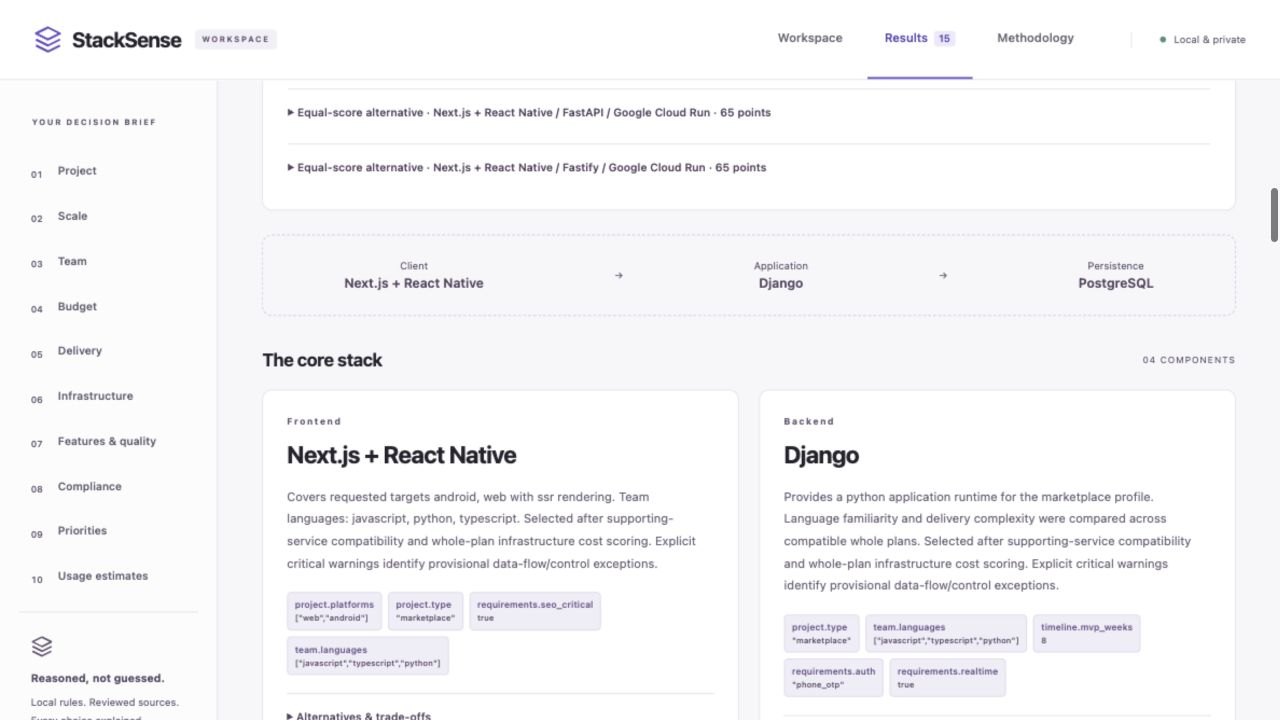 StackSense
WORKSPACE
Workspace
Results 15
Methodology
Local & private
YOUR DECISION BRIEF
01 Project
02 Scale
03 Team
04 Budget
05 Delivery
06 Infrastructure
07 Features & quality
08 Compliance
09 Priorities
10 Usage estimates
Reasoned, not guessed.
Local rules. Reviewed sources.
Every choice explained.
▶ Equal-score alternative · Next.js + React Native / FastAPI / Google Cloud Run · 65 points
▶ Equal-score alternative · Next.js + React Native / Fastify / Google Cloud Run · 65 points
Client
Next.js + React Native
→
Application
Django
→
Persistence
PostgreSQL
The core stack
04 COMPONENTS
Frontend
Next.js + React Native
Covers requested targets android, web with ssr rendering. Team
languages: javascript, python, typescript. Selected after supporting-
service compatibility and whole-plan infrastructure cost scoring. Explicit
critical warnings identify provisional data-flow/control exceptions.
project.platforms
["web","android"]
project.type
"marketplace"
requirements.seo_critical
true
team.languages
["javascript","typescript","python"]
▶ Alternatives & trade-offs
Backend
Django
Provides a python application runtime for the marketplace profile.
Language familiarity and delivery complexity were compared across
compatible whole plans. Selected after supporting-service compatibility
and whole-plan infrastructure cost scoring. Explicit critical warnings
identify provisional data-flow/control exceptions.
project.type
"marketplace"
team.languages
["javascript","typescript","python"]
timeline.mvp_weeks
8
requirements.auth
"phone_otp"
requirements.realtime
true